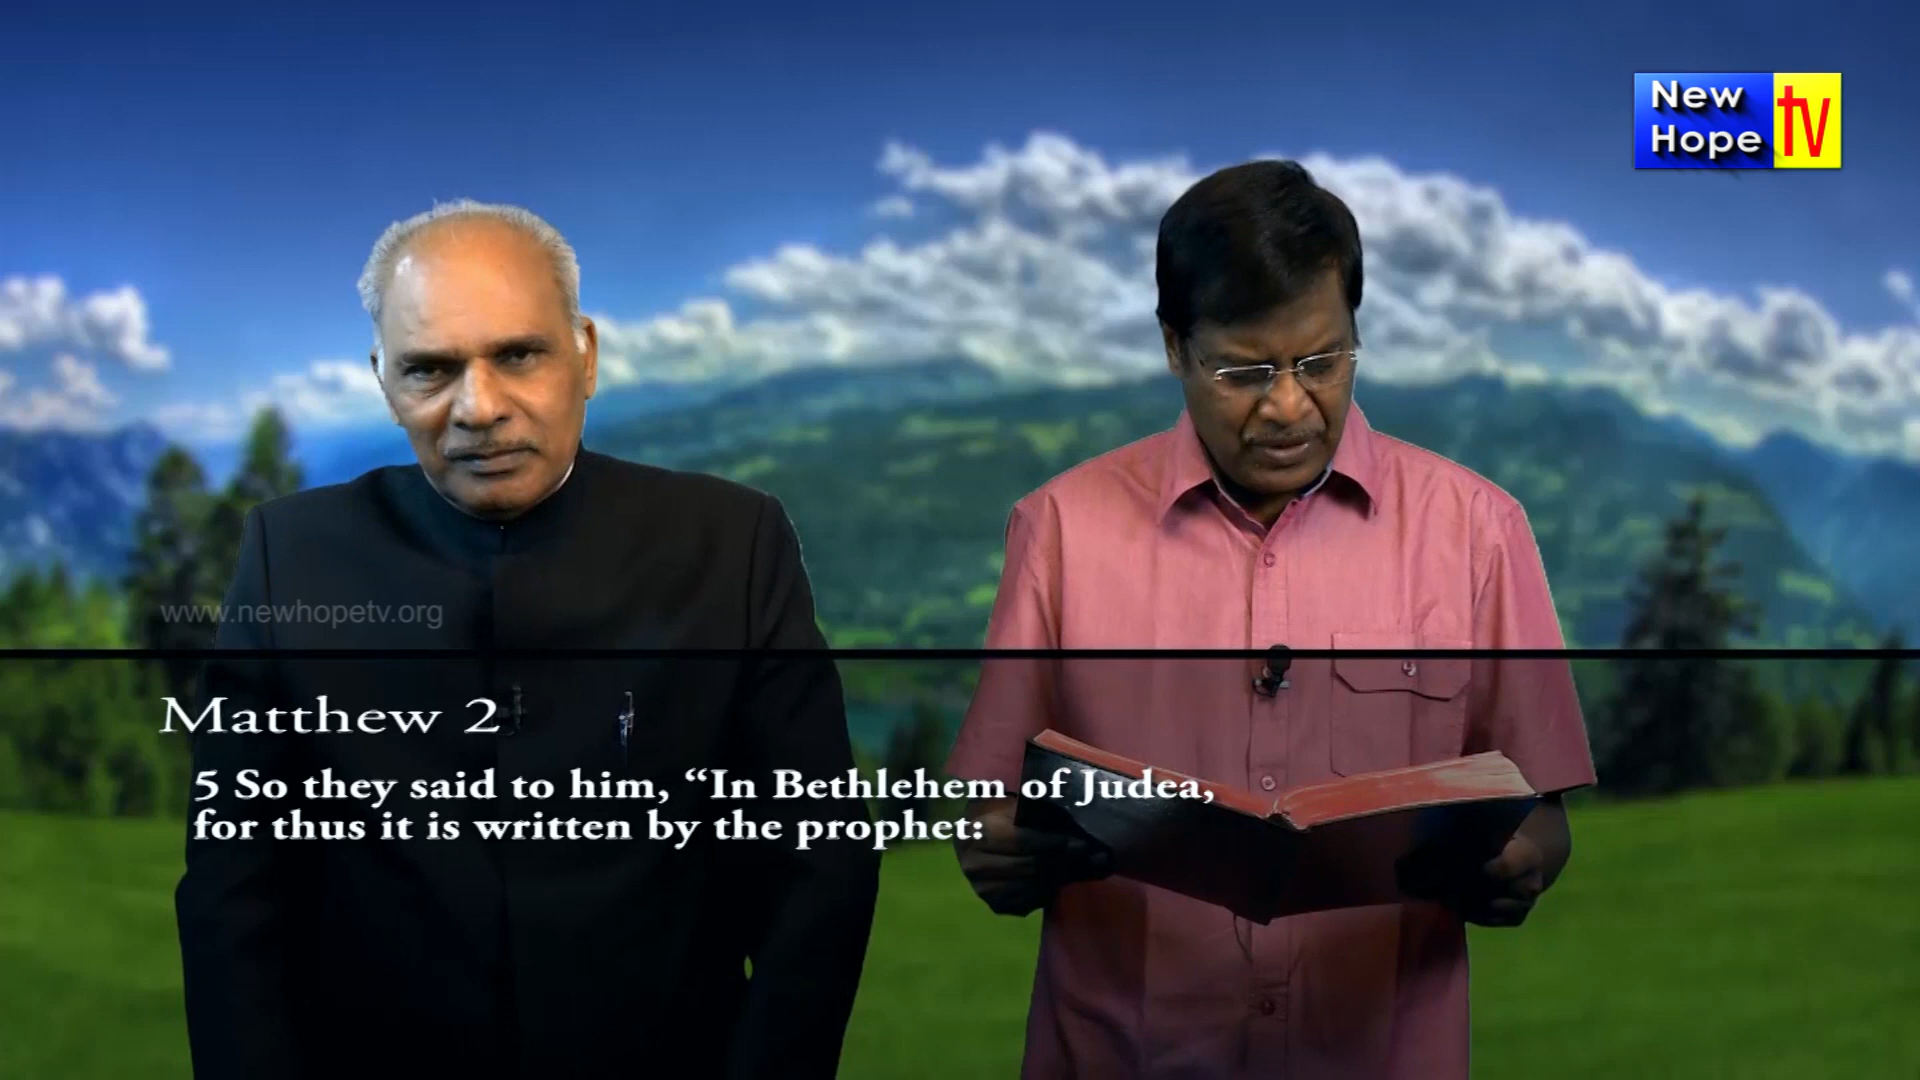 New
Hope
tv
www.newhopetv.org
Matthew 2
5 So they said to him, “In Bethlehem of Judea,
for thus it is written by the prophet: